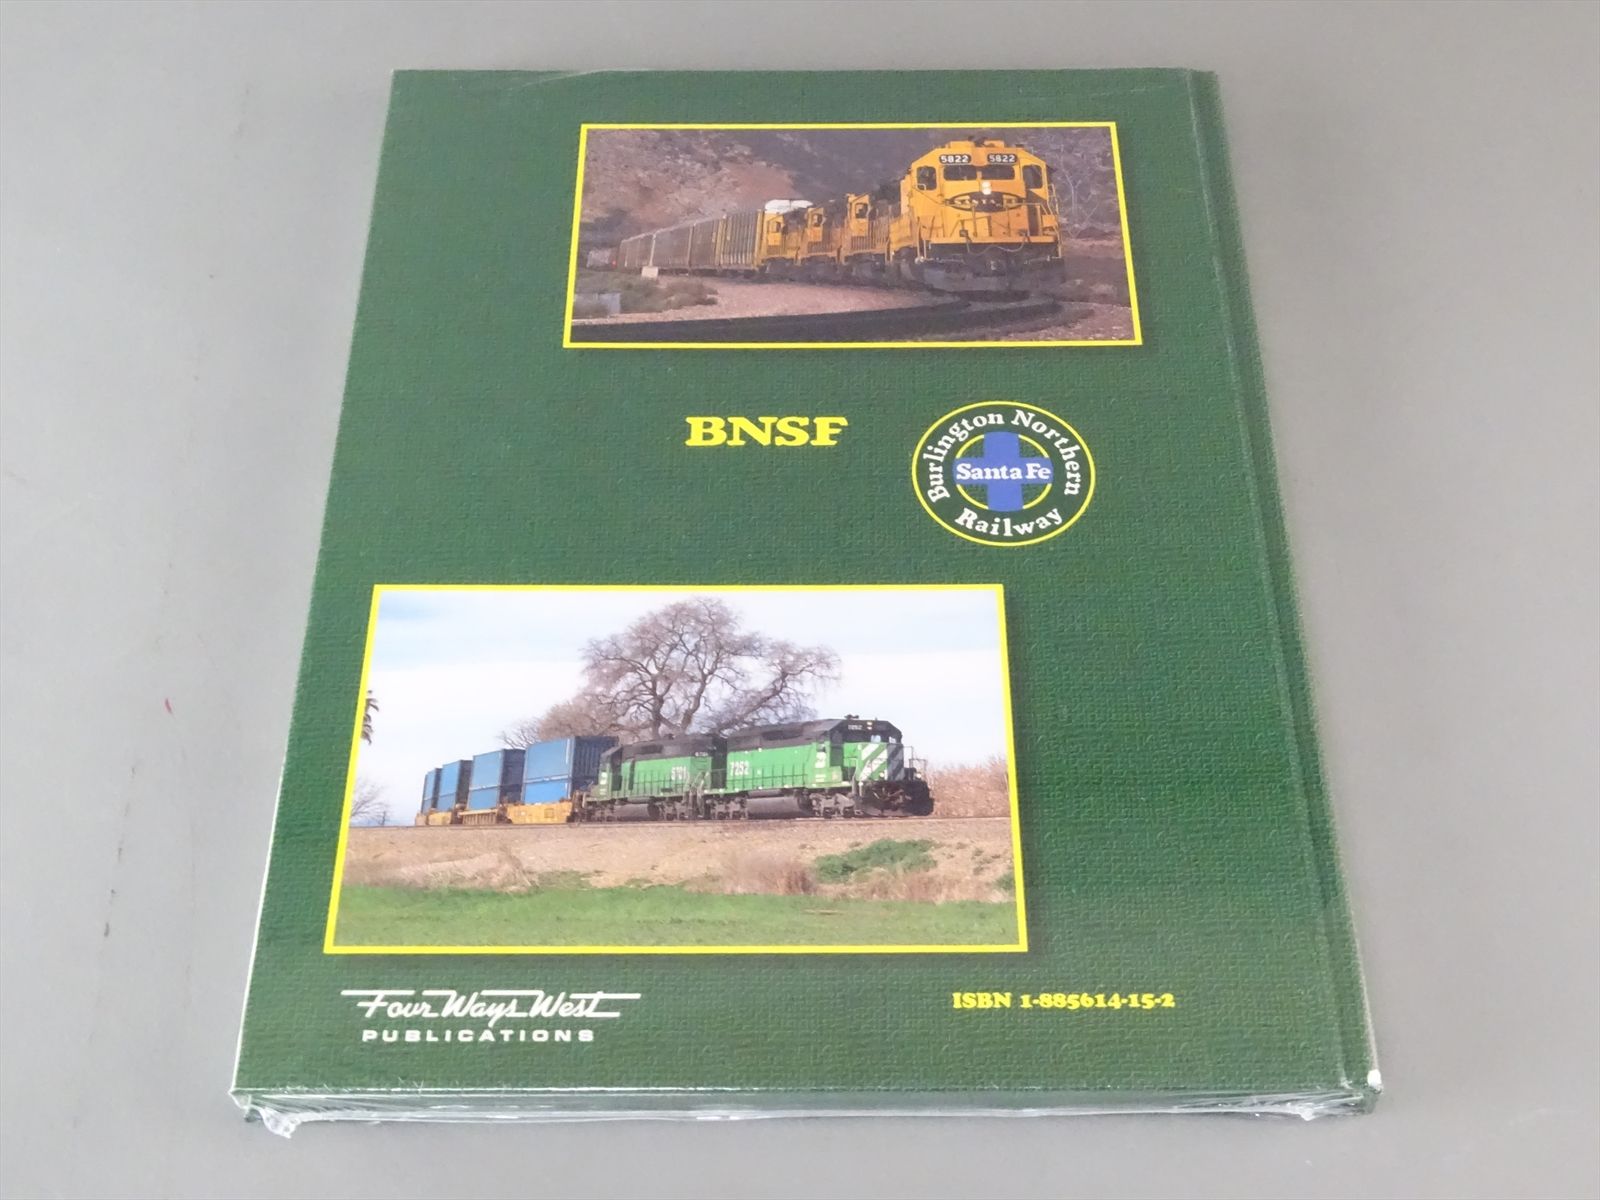 5822 5822
BNSF
Burlington Northern
Santa Fe
Railway
7252
Four Ways West
PUBLICATIONS
ISBN 1-885614-15-2